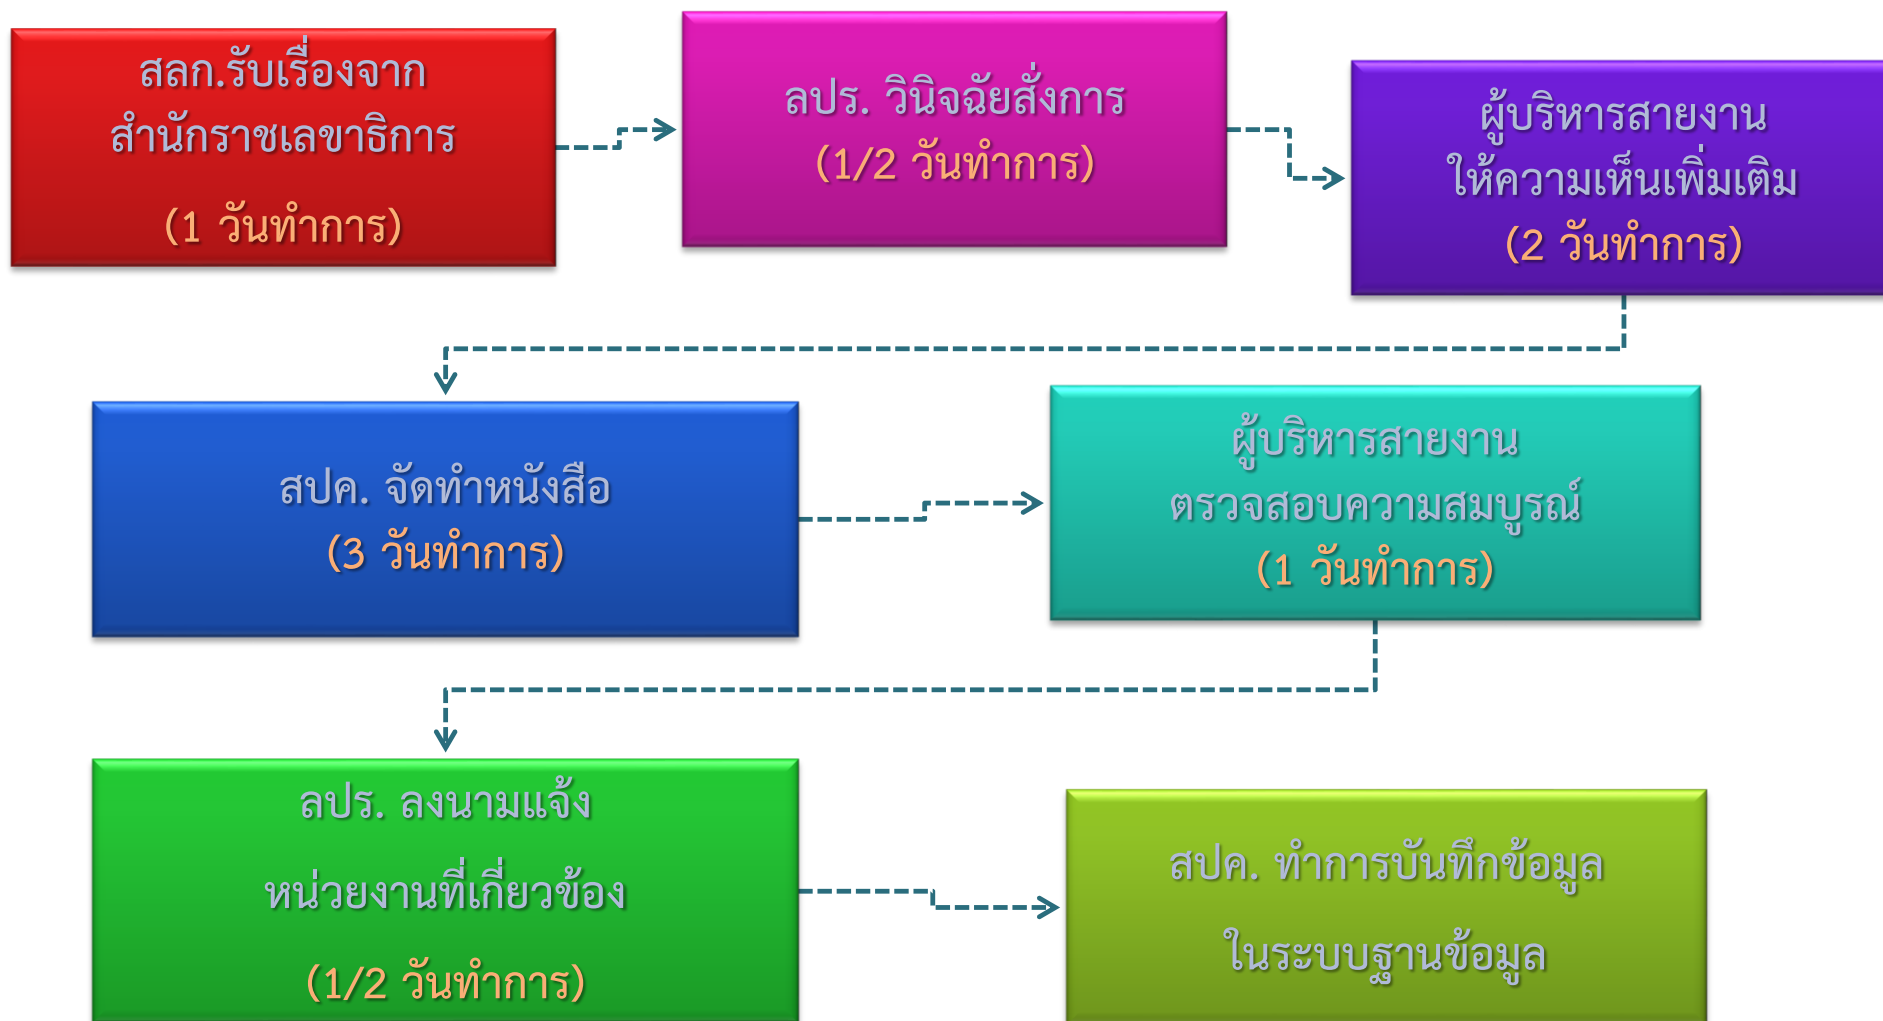 สลก.รับเรื่องจาก
สำนักราชเลขาธิการ
(1 วันทำการ)
ลปร. วินิจฉัยสั่งการ
(1/2 วันทำการ)
ผู้บริหารสายงาน
ให้ความเห็นเพิ่มเติม
(2 วันทำการ)
สปค. จัดทำหนังสือ
(3 วันทำการ)
ผู้บริหารสายงาน
ตรวจสอบความสมบูรณ์
(1 วันทำการ)
ลปร. ลงนามแจ้ง
หน่วยงานที่เกี่ยวข้อง
(1/2 วันทำการ)
สปค. ทำการบันทึกข้อมูล
ในระบบฐานข้อมูล